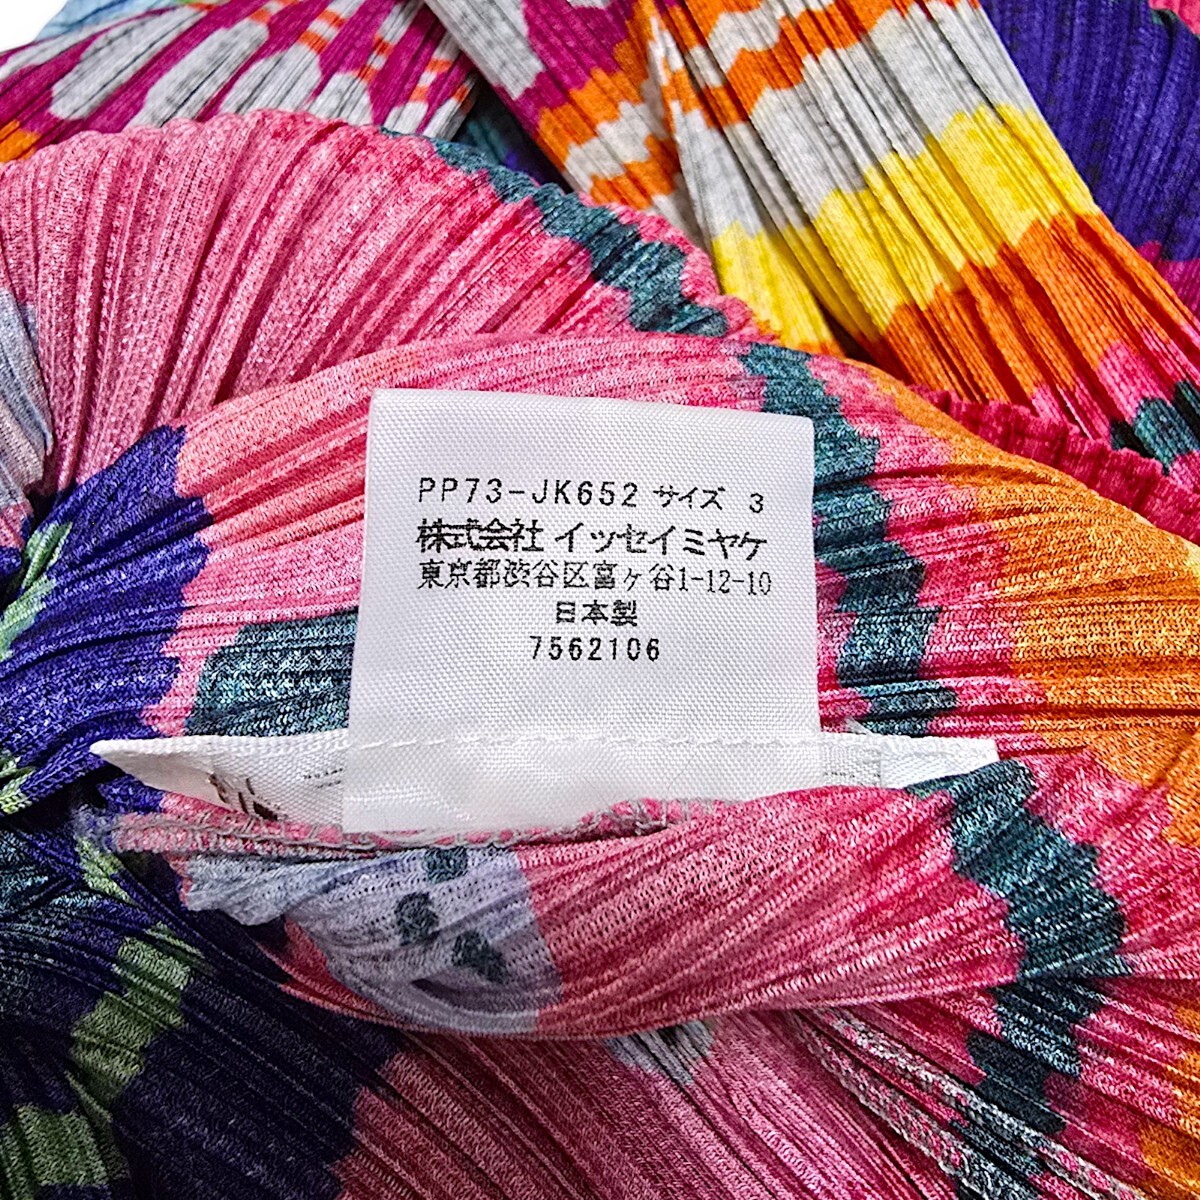 PP73-JK652 サイズ 3
株式会社 イッセイミヤケ
東京都渋谷区富ヶ谷1-12-10
日本製
7562106